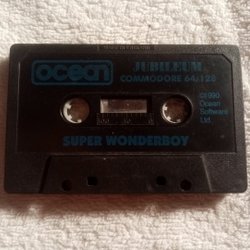 ocean
JUBILEUM
COMMODORE 64/128
©1990
Ocean
Software
Ltd
SUPER WONDERBOY